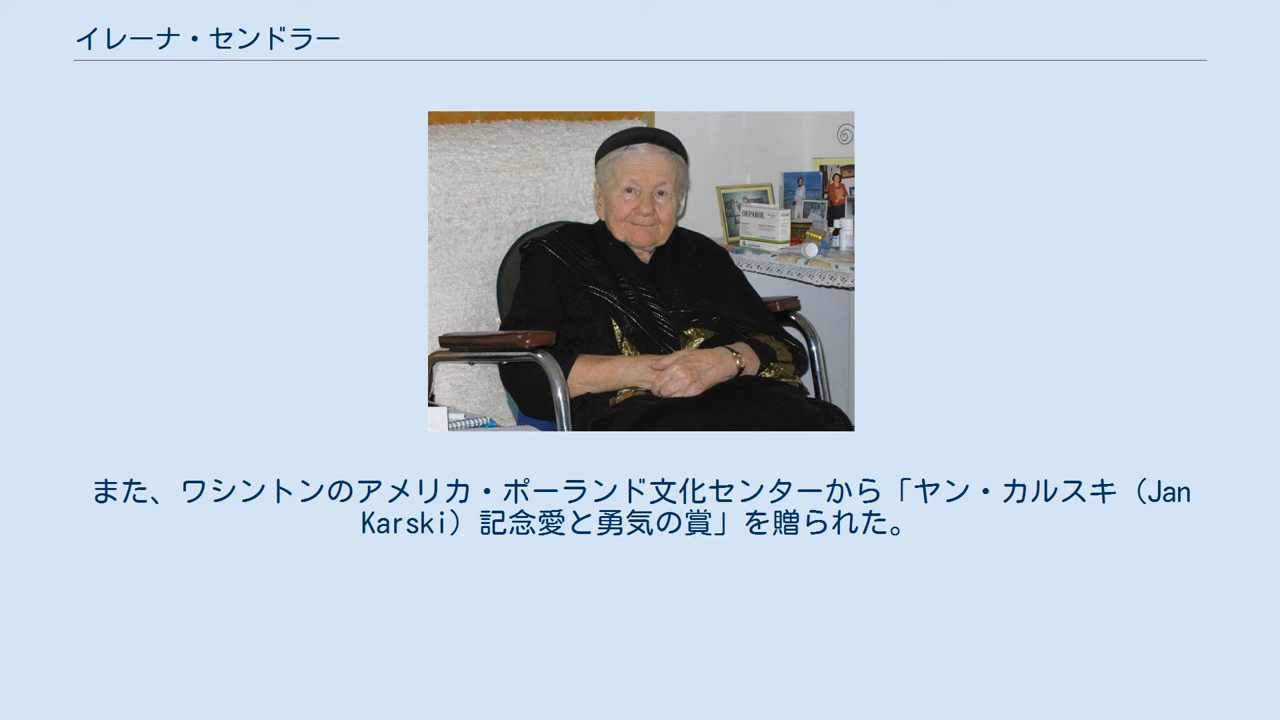 イレーナ・センドラー
OEPAROL
また、ワシントンのアメリカ・ポーランド文化センターから「ヤン・カルスキ（Jan
Karski）記念愛と勇気の賞」を贈られた。